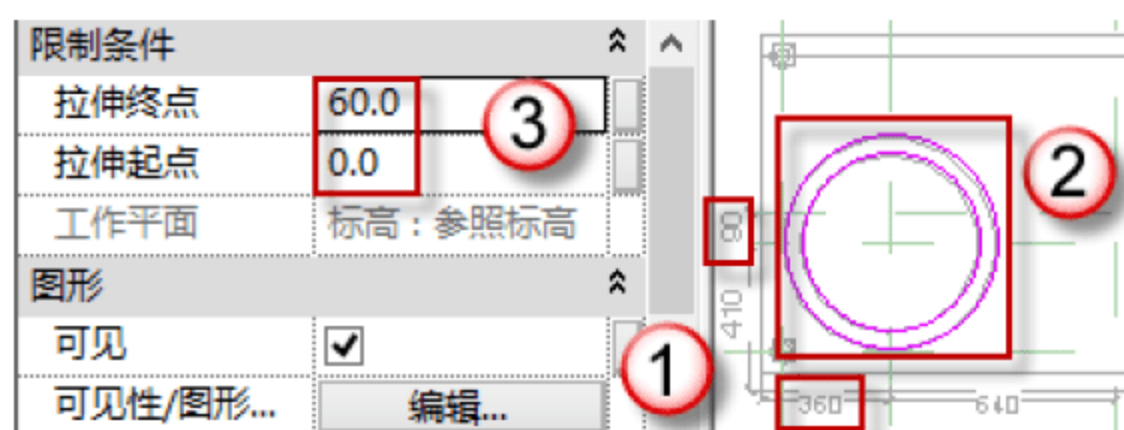 限制条件
拉伸终点 60.0
拉伸起点 0.0
工作平面 标高：参照标高
图形
可见
可见性/图形... 编辑...
3
2
1
90
410
360 640